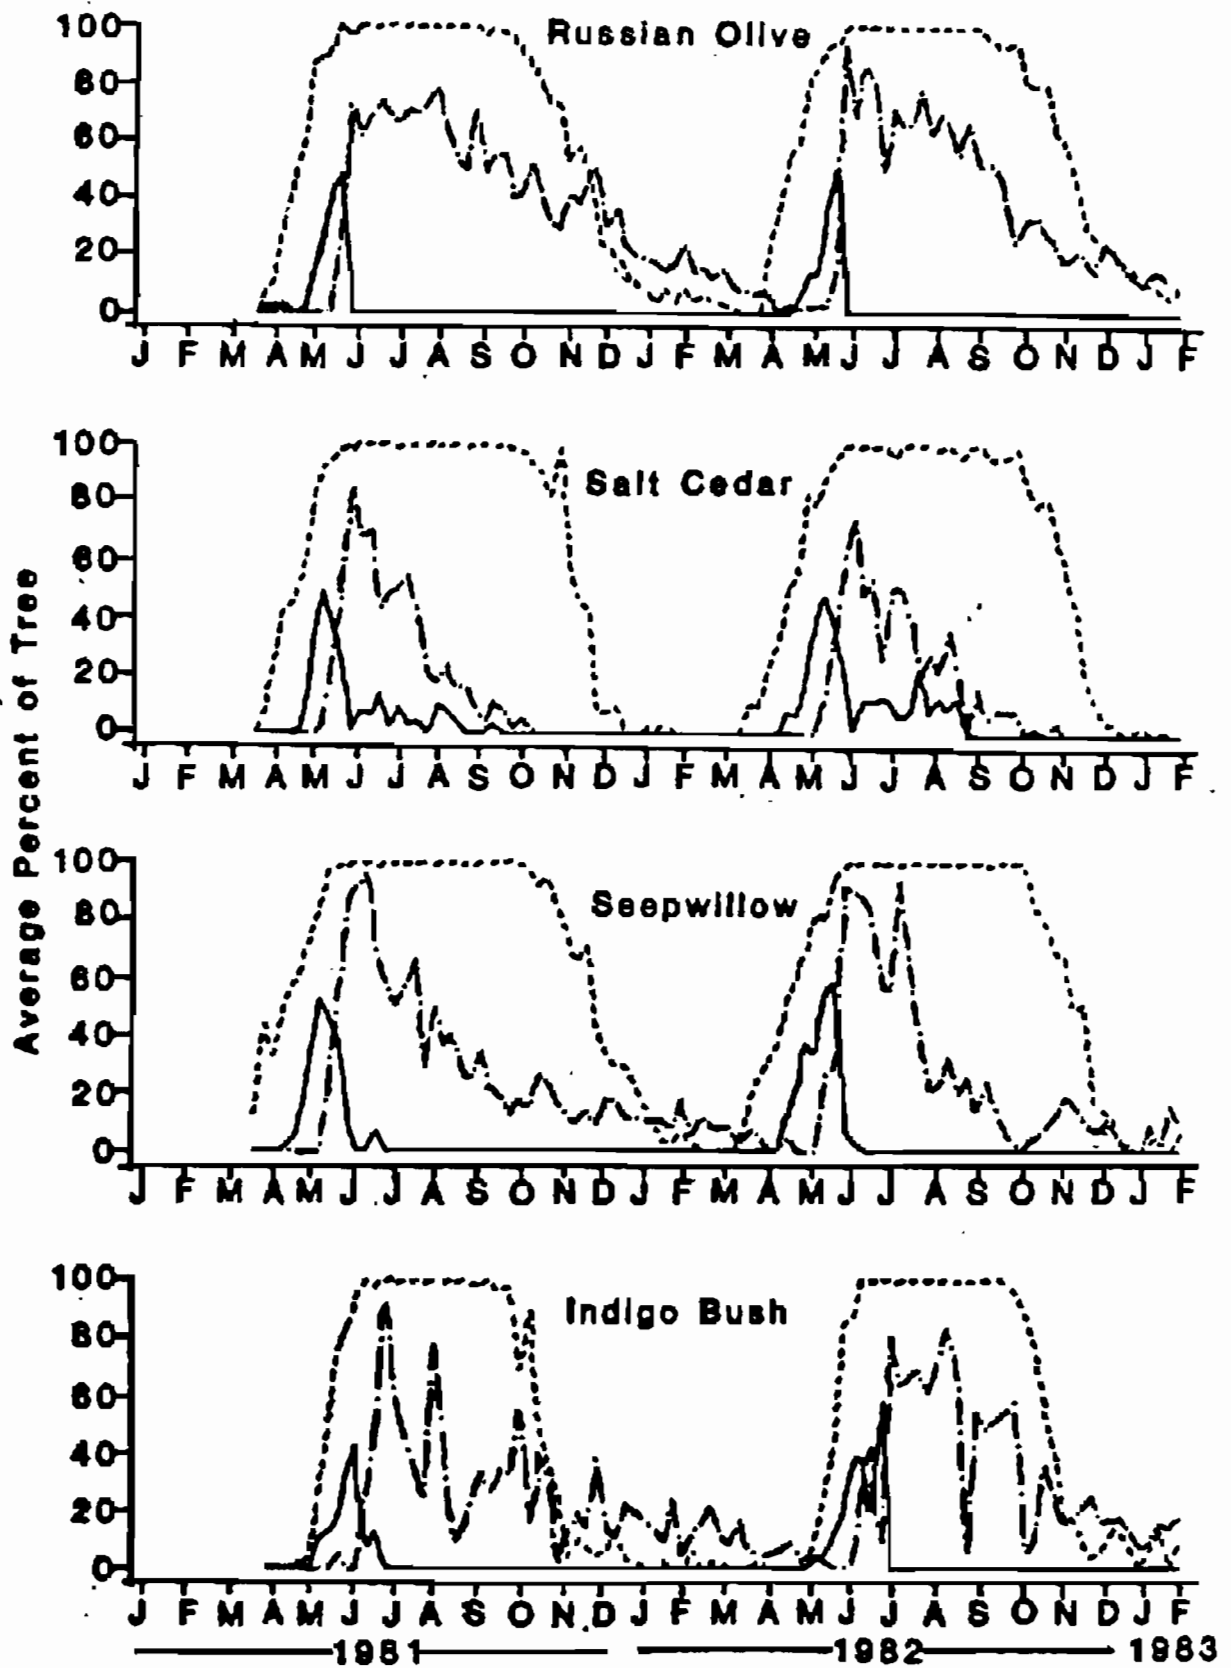 Average Percent of Tree
Russian Olive
100
80
60
40
20
0
J F M A M J J A S O N D J F M A M J J A S O N D J F
Salt Cedar
100
80
60
40
20
0
J F M A M J J A S O N D J F M A M J J A S O N D J F
Seepwillow
100
80
60
40
20
0
J F M A M J J A S O N D J F M A M J J A S O N D J F
Indigo Bush
100
80
60
40
20
0
J F M A M J J A S O N D J F M A M J J A S O N D J F
1981 1982 1983